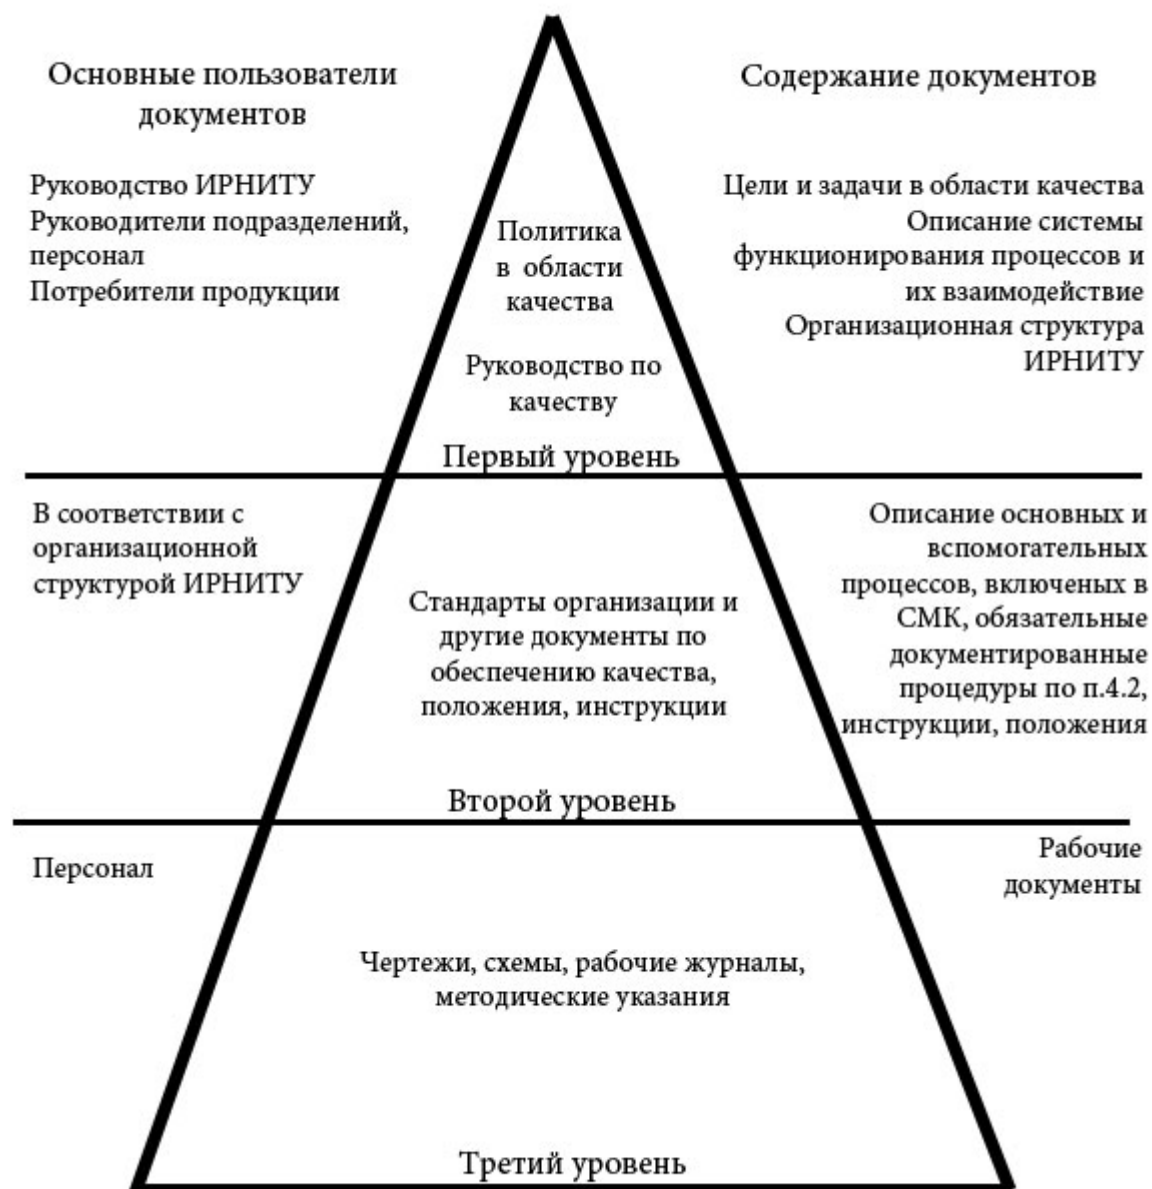 Основные пользователи
документов
Содержание документов
Руководство ИРНИТУ
Руководители подразделений,
персонал
Потребители продукции
Политика
в области
качества
Руководство по
качеству
Цели и задачи в области качества
Описание системы
функционирования процессов и
их взаимодействие
Организационная структура
ИРНИТУ
Первый уровень
В соответствии с
организационной
структурой ИРНИТУ
Стандарты организации и
другие документы по
обеспечению качества,
положения, инструкции
Описание основных и
вспомогательных
процессов, включеных в
СМК, обязательные
документированные
процедуры по п.4.2,
инструкции, положения
Второй уровень
Персонал
Рабочие
документы
Чертежи, схемы, рабочие журналы,
методические указания
Третий уровень